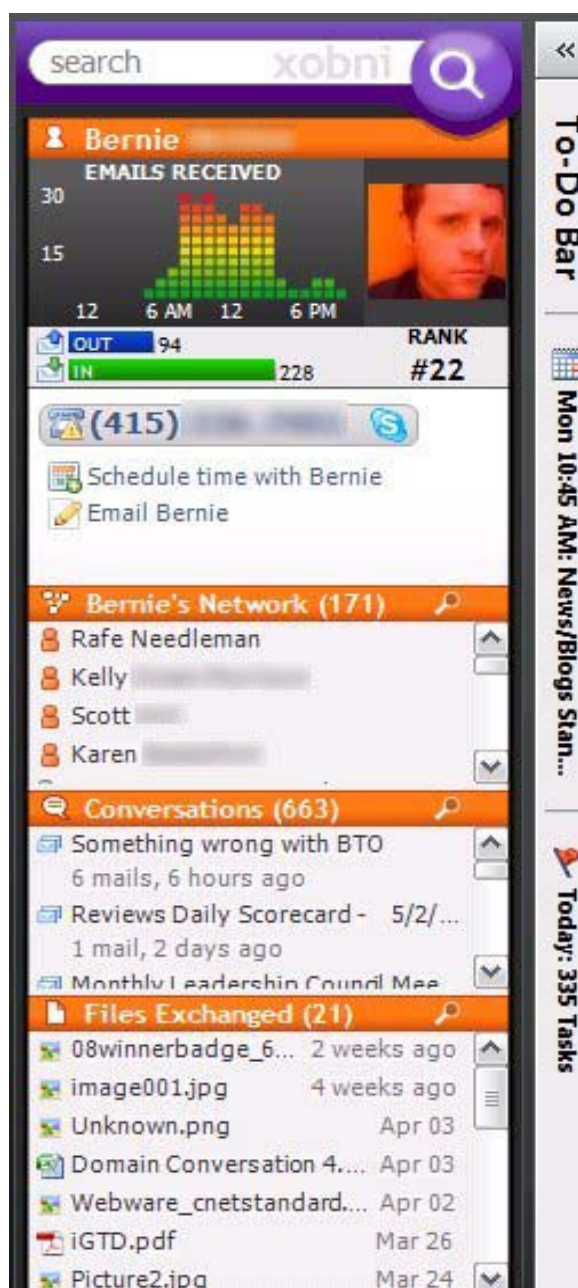 search xobni
Bernie
EMAILS RECEIVED
30
15
12 6 AM 12 6 PM
OUT 94
IN 228
RANK
#22
(415)
Schedule time with Bernie
Email Bernie
Bernie's Network (171)
Rafe Needleman
Kelly
Scott
Karen
Conversations (663)
Something wrong with BTO
6 mails, 6 hours ago
Reviews Daily Scorecard - 5/2/...
1 mail, 2 days ago
Monthly Leadership Council Mee
Files Exchanged (21)
08winnerbadge_6... 2 weeks ago
image001.jpg 4 weeks ago
Unknown.png Apr 03
Domain Conversation 4.... Apr 03
Webware_cnetstandard.... Apr 02
iGTD.pdf Mar 26
Picture2.jpg Mar 24
«
To-Do Bar
Mon 10:45 AM: News/Blogs Stan...
Today: 335 Tasks